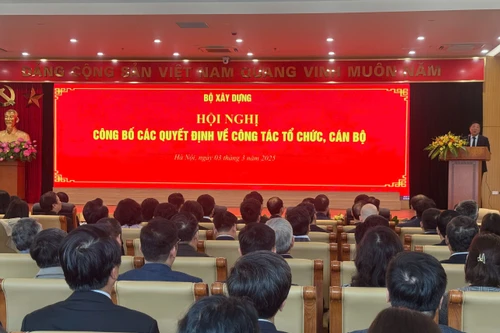 ĐẢNG CỘNG SẢN VIỆT NAM QUANG VINH MUÔN NĂM
BỘ XÂY DỰNG
HỘI NGHỊ
CÔNG BỐ CÁC QUYẾT ĐỊNH VỀ CÔNG TÁC TỔ CHỨC, CÁN BỘ
Hà Nội, ngày 03 tháng 3 năm 2025